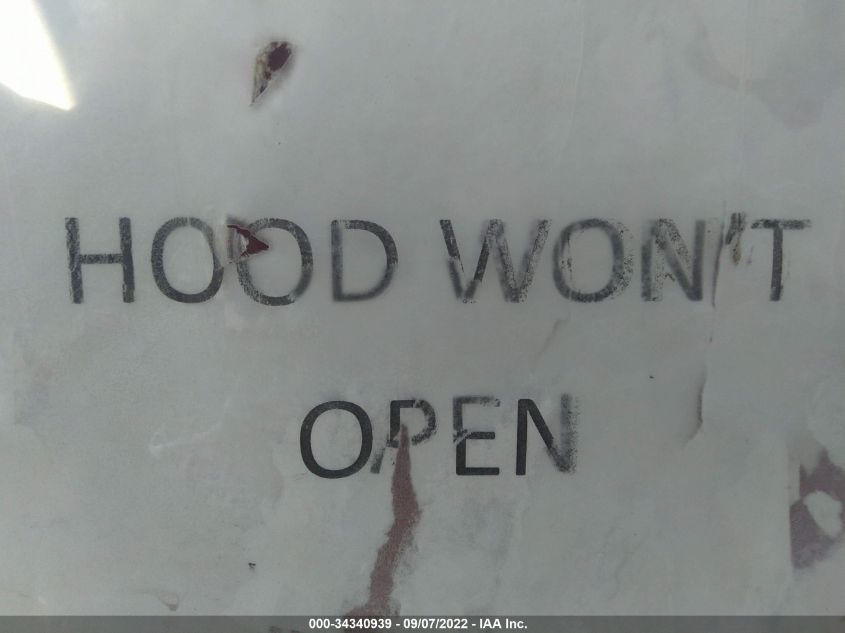 HOOD WON'T
OPEN
000-34340939 - 09/07/2022 - IAA Inc.